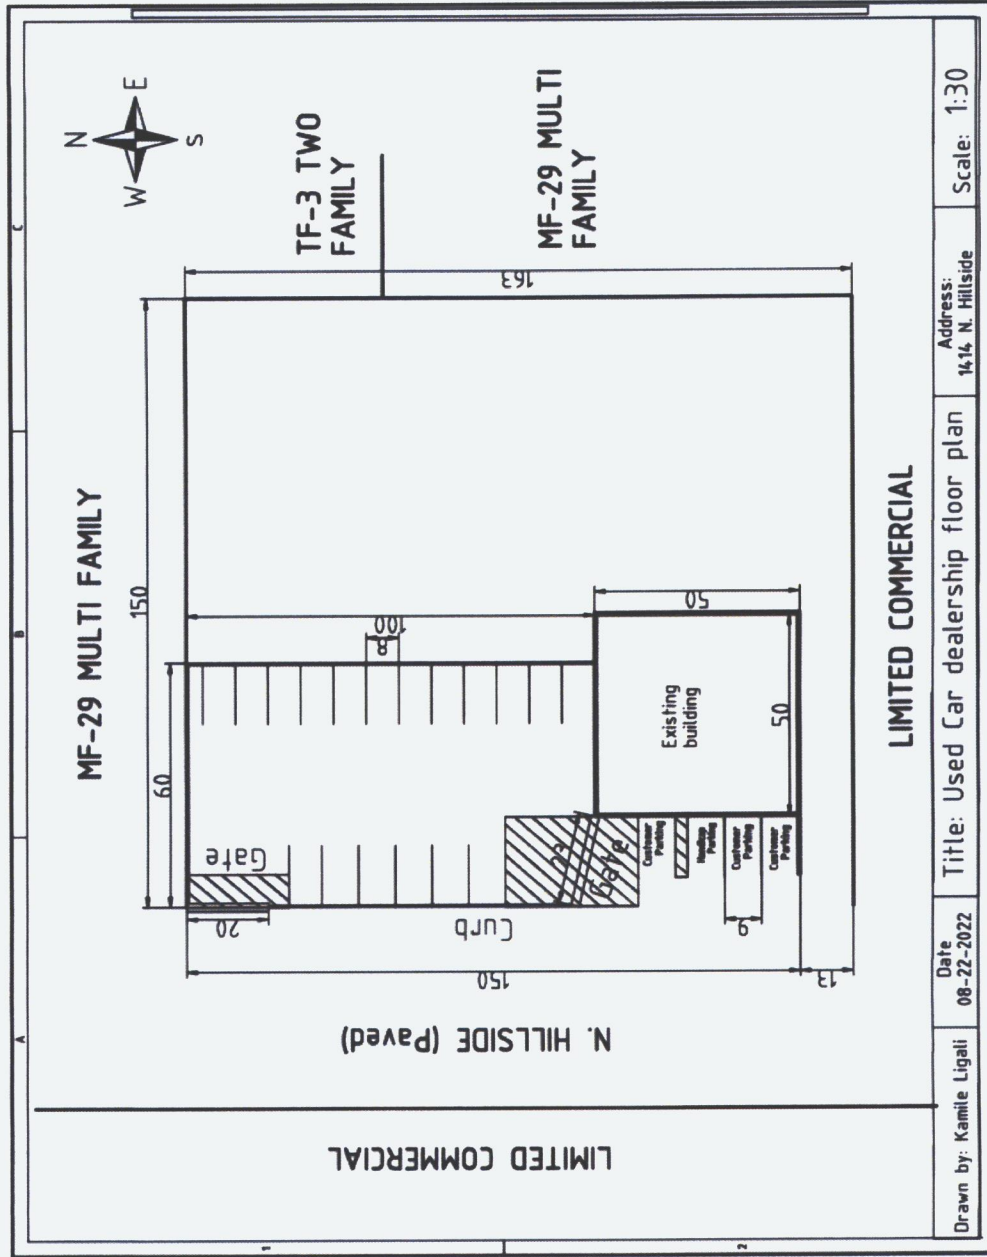 C
B
A
1
2
N
E
W
S
MF-29 MULTI FAMILY
TF-3 TWO
FAMILY
MF-29 MULTI
FAMILY
163
150
60
100
8
Gate
20
Curb
Gate
Existing
building
50
50
Customer
Parking
Handicap
Parking
Customer
Parking
Customer
Parking
9
150
13
N. HILLSIDE (Paved)
LIMITED COMMERCIAL
LIMITED COMMERCIAL
Drawn by: Kamile Ligali
Date
08-22-2022
Title: Used Car dealership floor plan
Address:
1414 N. Hillside
Scale: 1:30